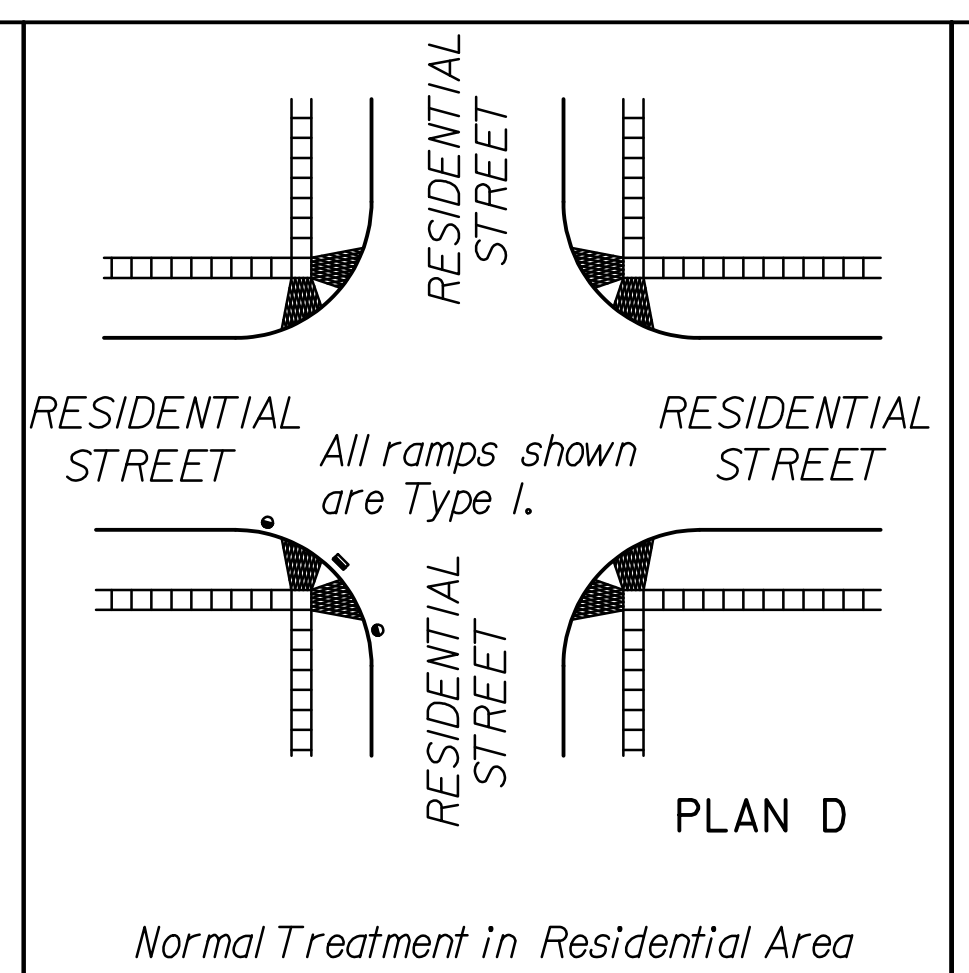 RESIDENTIAL
STREET
RESIDENTIAL
STREET
RESIDENTIAL
STREET
All ramps shown
are Type I.
RESIDENTIAL
STREET
PLAN D
Normal Treatment in Residential Area